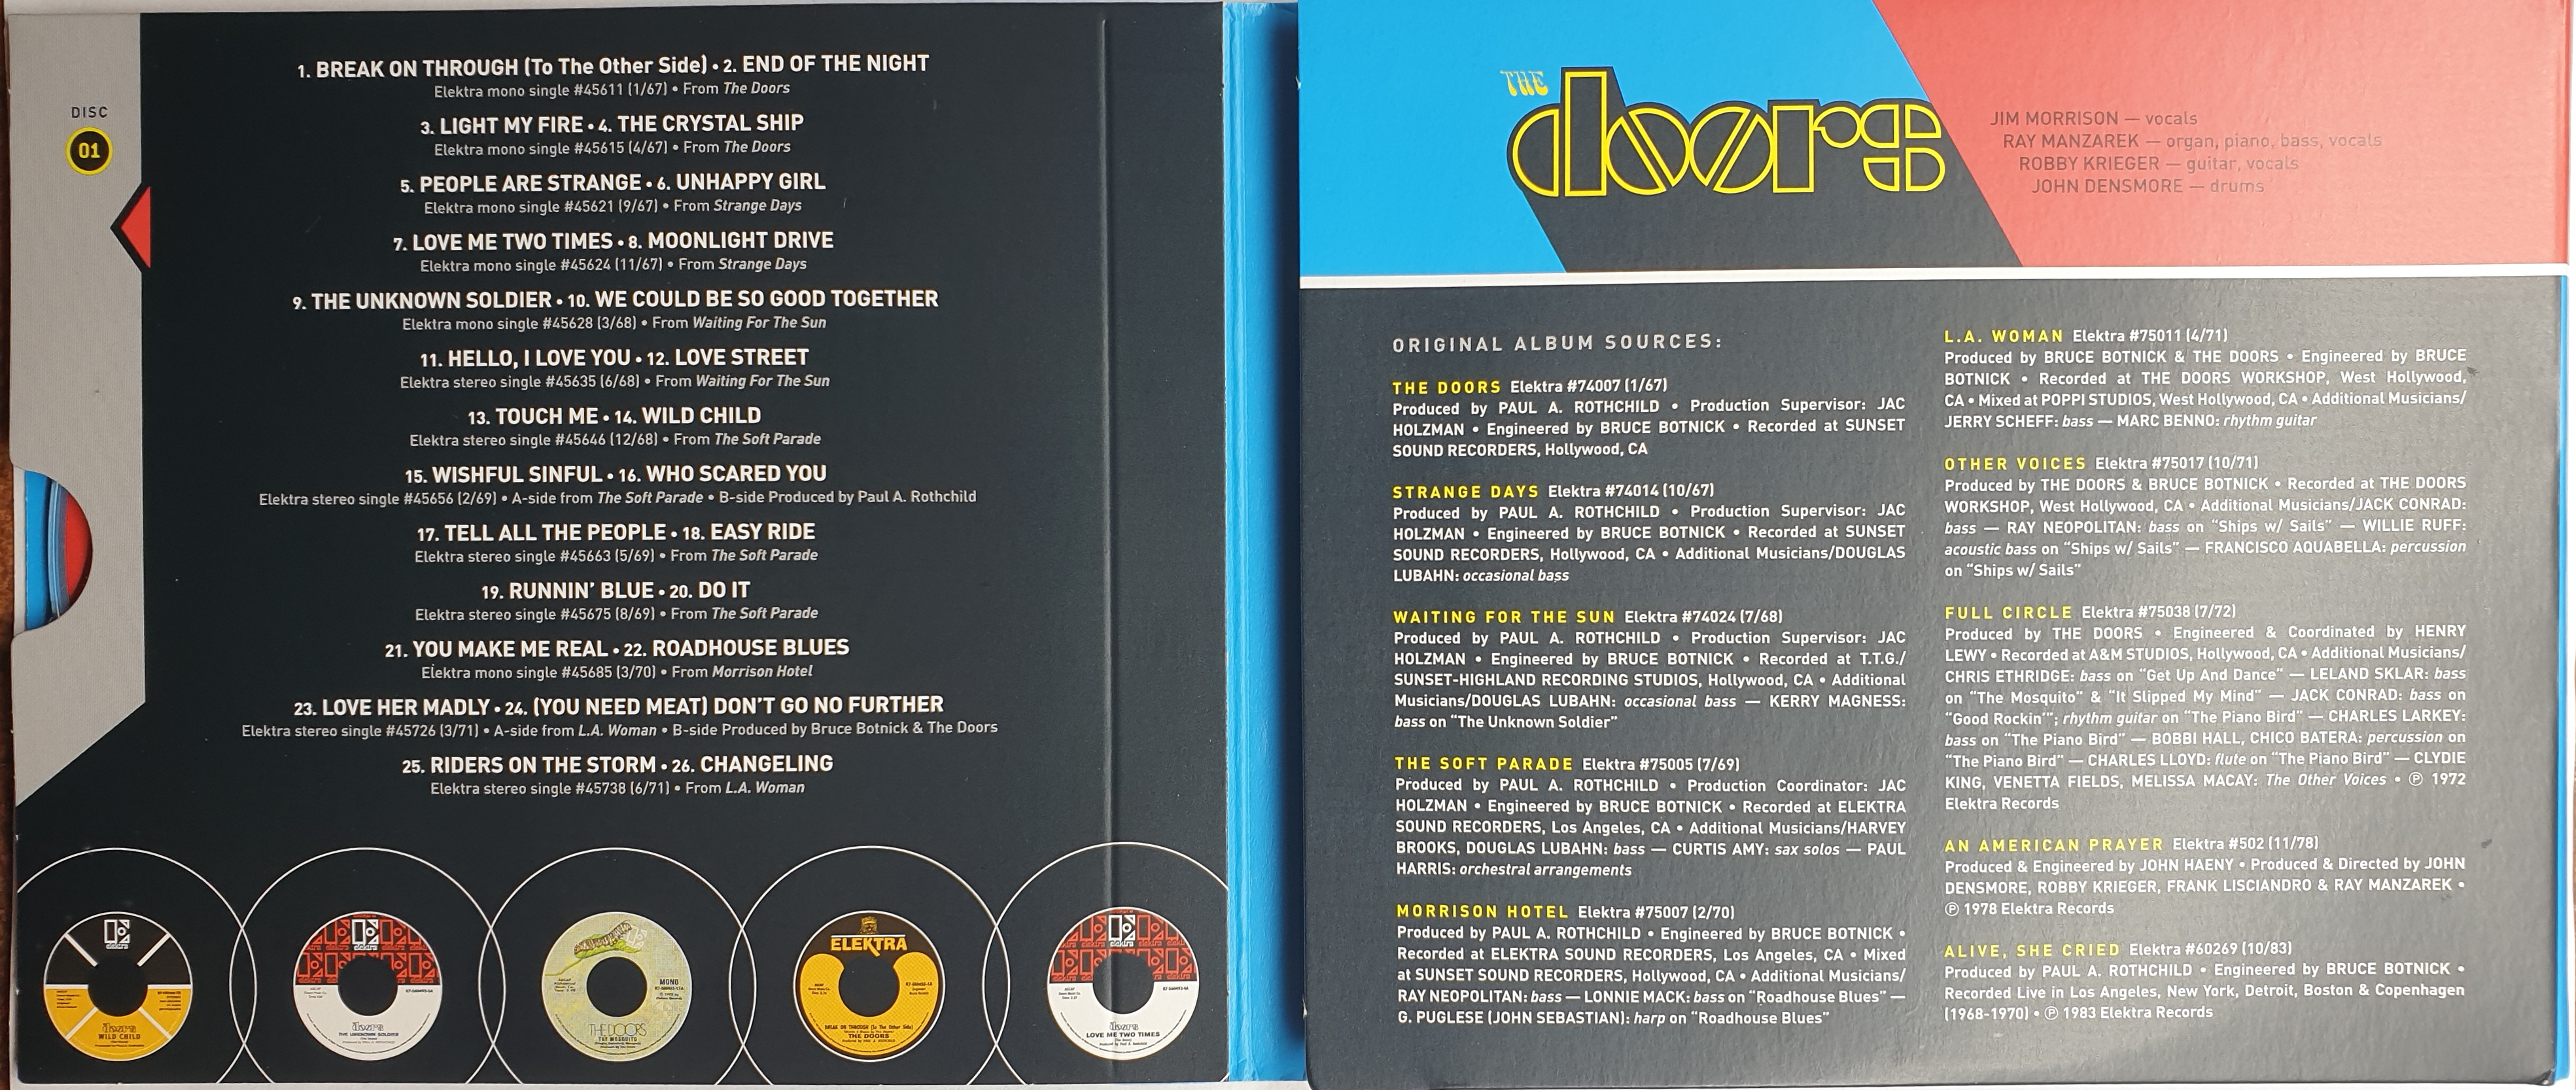 DISC
01
1. BREAK ON THROUGH (To The Other Side) • 2. END OF THE NIGHT
Elektra mono single #45611 (1/67) • From The Doors
3. LIGHT MY FIRE • 4. THE CRYSTAL SHIP
Elektra mono single #45615 (4/67) • From The Doors
5. PEOPLE ARE STRANGE • 6. UNHAPPY GIRL
Elektra mono single #45621 (9/67) • From Strange Days
7. LOVE ME TWO TIMES • 8. MOONLIGHT DRIVE
Elektra mono single #45624 (11/67) • From Strange Days
9. THE UNKNOWN SOLDIER • 10. WE COULD BE SO GOOD TOGETHER
Elektra mono single #45628 (3/68) • From Waiting For The Sun
11. HELLO, I LOVE YOU • 12. LOVE STREET
Elektra stereo single #45635 (6/68) • From Waiting For The Sun
13. TOUCH ME • 14. WILD CHILD
Elektra stereo single #45646 (12/68) • From The Soft Parade
15. WISHFUL SINFUL • 16. WHO SCARED YOU
Elektra stereo single #45656 (2/69) • A-side from The Soft Parade • B-side Produced by Paul A. Rothchild
17. TELL ALL THE PEOPLE • 18. EASY RIDE
Elektra stereo single #45663 (5/69) • From The Soft Parade
19. RUNNIN' BLUE • 20. DO IT
Elektra stereo single #45675 (8/69) • From The Soft Parade
21. YOU MAKE ME REAL • 22. ROADHOUSE BLUES
Elektra mono single #45685 (3/70) • From Morrison Hotel
23. LOVE HER MADLY • 24. (YOU NEED MEAT) DON'T GO NO FURTHER
Elektra stereo single #45726 (3/71) • A-side from L.A. Woman • B-side Produced by Bruce Botnick & The Doors
25. RIDERS ON THE STORM • 26. CHANGELING
Elektra stereo single #45738 (6/71) • From L.A. Woman
elektra
doors
WILD CHILD
elektra
doors
THE UNKNOWN SOLDIER
MONO
THE DOORS
THE MOSQUITO
ELEKTRA
BREAK ON THROUGH (To The Other Side)
THE DOORS
elektra
doors
LOVE ME TWO TIMES
THE
doors
JIM MORRISON — vocals
RAY MANZAREK — organ, piano, bass, vocals
ROBBY KRIEGER — guitar, vocals
JOHN DENSMORE — drums
ORIGINAL ALBUM SOURCES:
THE DOORS Elektra #74007 (1/67)
Produced by PAUL A. ROTHCHILD • Production Supervisor: JAC
HOLZMAN • Engineered by BRUCE BOTNICK • Recorded at SUNSET
SOUND RECORDERS, Hollywood, CA
STRANGE DAYS Elektra #74014 (10/67)
Produced by PAUL A. ROTHCHILD • Production Supervisor: JAC
HOLZMAN • Engineered by BRUCE BOTNICK • Recorded at SUNSET
SOUND RECORDERS, Hollywood, CA • Additional Musicians/DOUGLAS
LUBAHN: occasional bass
WAITING FOR THE SUN Elektra #74024 (7/68)
Produced by PAUL A. ROTHCHILD • Production Supervisor: JAC
HOLZMAN • Engineered by BRUCE BOTNICK • Recorded at T.T.G./
SUNSET-HIGHLAND RECORDING STUDIOS, Hollywood, CA • Additional
Musicians/DOUGLAS LUBAHN: occasional bass — KERRY MAGNESS:
bass on "The Unknown Soldier"
THE SOFT PARADE Elektra #75005 (7/69)
Produced by PAUL A. ROTHCHILD • Production Coordinator: JAC
HOLZMAN • Engineered by BRUCE BOTNICK • Recorded at ELEKTRA
SOUND RECORDERS, Los Angeles, CA • Additional Musicians/HARVEY
BROOKS, DOUGLAS LUBAHN: bass — CURTIS AMY: sax solos — PAUL
HARRIS: orchestral arrangements
MORRISON HOTEL Elektra #75007 (2/70)
Produced by PAUL A. ROTHCHILD • Engineered by BRUCE BOTNICK •
Recorded at ELEKTRA SOUND RECORDERS, Los Angeles, CA • Mixed
at SUNSET SOUND RECORDERS, Hollywood, CA • Additional Musicians/
RAY NEOPOLITAN: bass — LONNIE MACK: bass on "Roadhouse Blues" —
G. PUGLESE (JOHN SEBASTIAN): harp on "Roadhouse Blues"
L.A. WOMAN Elektra #75011 (4/71)
Produced by BRUCE BOTNICK & THE DOORS • Engineered by BRUCE
BOTNICK • Recorded at THE DOORS WORKSHOP, West Hollywood,
CA • Mixed at POPPI STUDIOS, West Hollywood, CA • Additional Musicians/
JERRY SCHEFF: bass — MARC BENNO: rhythm guitar
OTHER VOICES Elektra #75017 (10/71)
Produced by THE DOORS & BRUCE BOTNICK • Recorded at THE DOORS
WORKSHOP, West Hollywood, CA • Additional Musicians/JACK CONRAD:
bass — RAY NEOPOLITAN: bass on "Ships w/ Sails" — WILLIE RUFF:
acoustic bass on "Ships w/ Sails" — FRANCISCO AQUABELLA: percussion
on "Ships w/ Sails"
FULL CIRCLE Elektra #75038 (7/72)
Produced by THE DOORS • Engineered & Coordinated by HENRY
LEWY • Recorded at A&M STUDIOS, Hollywood, CA • Additional Musicians/
CHRIS ETHRIDGE: bass on "Get Up And Dance" — LELAND SKLAR: bass
on "The Mosquito" & "It Slipped My Mind" — JACK CONRAD: bass on
"Good Rockin'"; rhythm guitar on "The Piano Bird" — CHARLES LARKEY:
bass on "The Piano Bird" — BOBBI HALL, CHICO BATERA: percussion on
"The Piano Bird" — CHARLES LLOYD: flute on "The Piano Bird" — CLYDIE
KING, VENETTA FIELDS, MELISSA MACAY: The Other Voices • ℗ 1972
Elektra Records
AN AMERICAN PRAYER Elektra #502 (11/78)
Produced & Engineered by JOHN HAENY • Produced & Directed by JOHN
DENSMORE, ROBBY KRIEGER, FRANK LISCIANDRO & RAY MANZAREK •
℗ 1978 Elektra Records
ALIVE, SHE CRIED Elektra #60269 (10/83)
Produced by PAUL A. ROTHCHILD • Engineered by BRUCE BOTNICK •
Recorded Live in Los Angeles, New York, Detroit, Boston & Copenhagen
(1968-1970) • ℗ 1983 Elektra Records